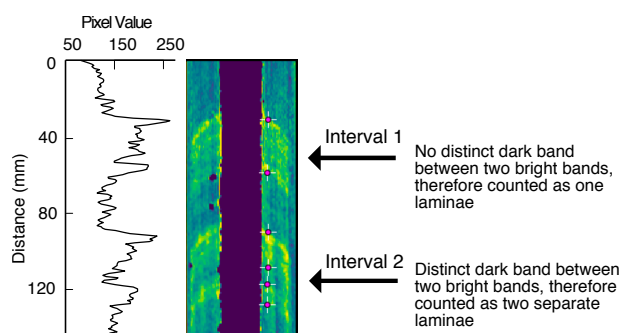 Pixel Value
50 150 250
0
40
80
120
Distance (mm)
Interval 1
No distinct dark band
between two bright bands,
therefore counted as one
laminae
Interval 2
Distinct dark band between
two bright bands, therefore
counted as two separate
laminae